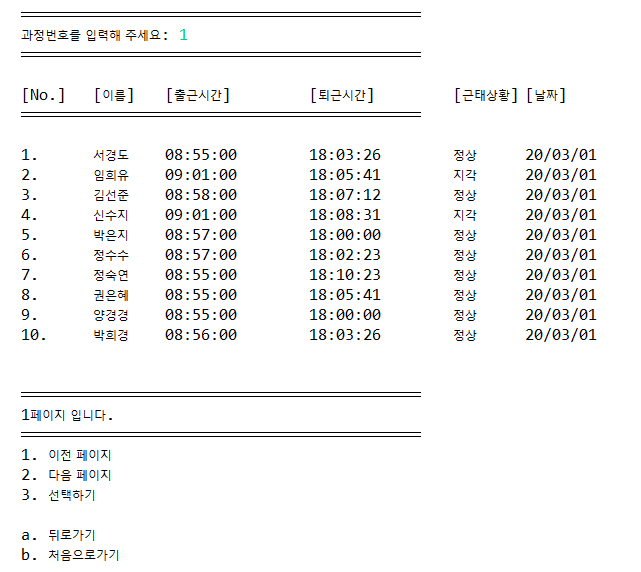 과정번호를 입력해 주세요: 1
[No.] [이름] [출근시간] [퇴근시간] [근태상황] [날짜]
1. 서경도 08:55:00 18:03:26 정상 20/03/01
2. 임희유 09:01:00 18:05:41 지각 20/03/01
3. 김선준 08:58:00 18:07:12 정상 20/03/01
4. 신수지 09:01:00 18:08:31 지각 20/03/01
5. 박은지 08:57:00 18:00:00 정상 20/03/01
6. 정수수 08:57:00 18:02:23 정상 20/03/01
7. 정숙연 08:55:00 18:10:23 정상 20/03/01
8. 권은혜 08:55:00 18:05:41 정상 20/03/01
9. 양경경 08:55:00 18:00:00 정상 20/03/01
10. 박희경 08:56:00 18:03:26 정상 20/03/01
1페이지 입니다.
1. 이전 페이지
2. 다음 페이지
3. 선택하기
a. 뒤로가기
b. 처음으로가기